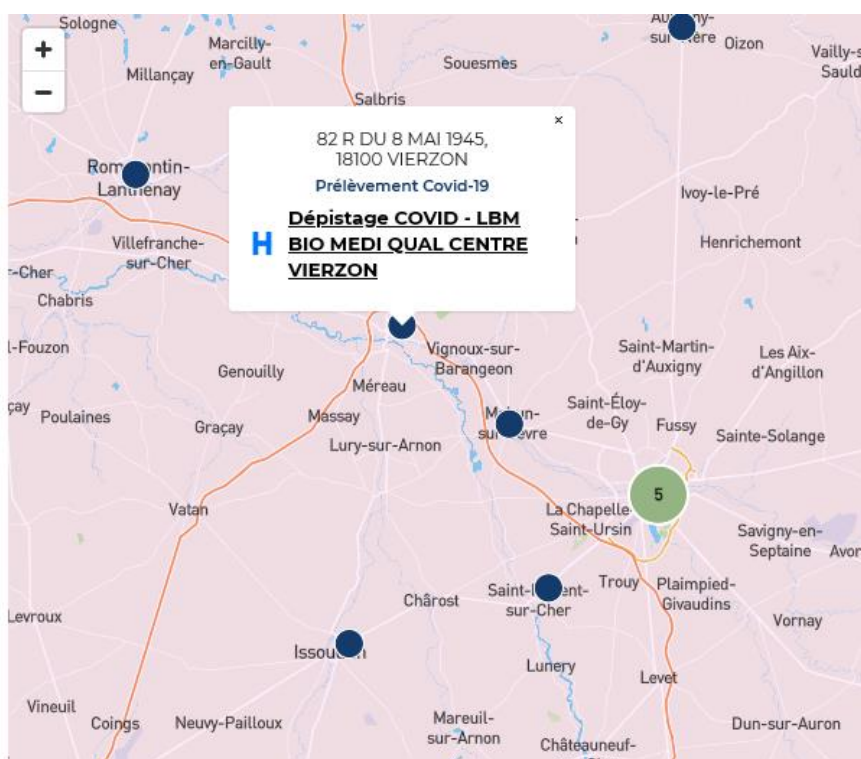 Sologne
Marcilly-
en-Gault
Millançay
Souesmes
Oizon
Vailly-s
Sauld
Salbris
+
−
×
82 R DU 8 MAI 1945,
18100 VIERZON
Prélèvement Covid-19
H
Dépistage COVID - LBM
BIO MEDI QUAL CENTRE
VIERZON
Ivoy-le-Pré
Henrichemont
Villefranche-
sur-Cher
-Cher
Chabris
l-Fouzon
Genouilly
Vignoux-sur-
Barangeon
Saint-Martin-
d'Auxigny
Les Aix-
d'Angillon
Méreau
çay
Poulaines
Graçay
Massay
Lury-sur-Arnon
Saint-Éloy-
de-Gy
Fussy
Sainte-Solange
5
Vatan
La Chapelle-
Saint-Ursin
Savigny-en-
Septaine
Avor
Chârost
sur-Cher
Trouy
Plaimpied-
Givaudins
Levroux
Vornay
Lunery
Levet
Vineuil
Coings
Neuvy-Pailloux
Mareuil-
sur-Arnon
Châteauneuf-
Dun-sur-Auron